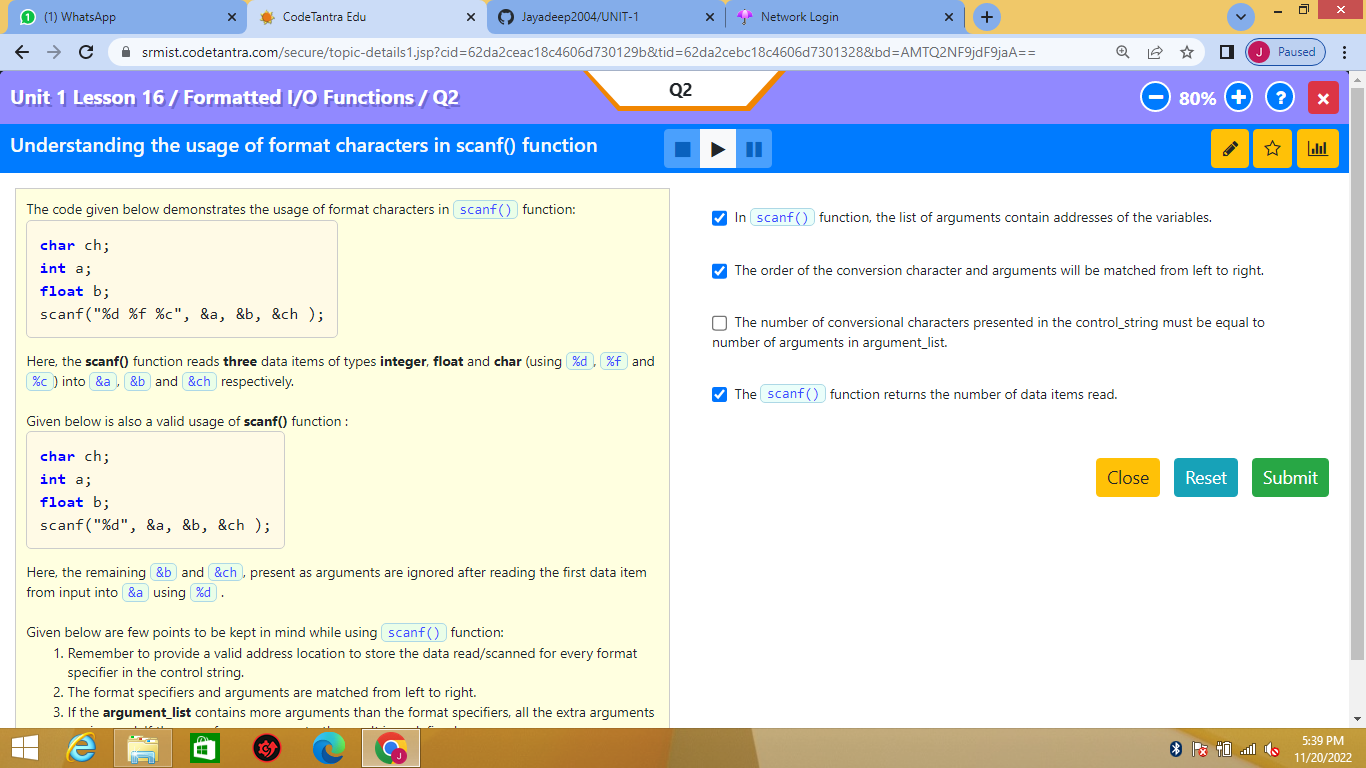 (1) WhatsApp
CodeTantra Edu
Jayadeep2004/UNIT-1
Network Login
srmist.codetantra.com/secure/topic-details1.jsp?cid=62da2ceac18c4606d730129b&tid=62da2cebc18c4606d7301328&bd=AMTQ2NF9jdF9jaA==
J Paused
Unit 1 Lesson 16 / Formatted I/O Functions / Q2
Q2
80%
?
Understanding the usage of format characters in scanf() function
The code given below demonstrates the usage of format characters in scanf() function:
char ch;
int a;
float b;
scanf("%d %f %c", &a, &b, &ch );
Here, the scanf() function reads three data items of types integer, float and char (using %d, %f and
%c) into &a, &b and &ch respectively.
Given below is also a valid usage of scanf() function :
char ch;
int a;
float b;
scanf("%d", &a, &b, &ch );
Here, the remaining &b and &ch, present as arguments are ignored after reading the first data item
from input into &a using %d .
Given below are few points to be kept in mind while using scanf() function:
1. Remember to provide a valid address location to store the data read/scanned for every format
specifier in the control string.
2. The format specifiers and arguments are matched from left to right.
3. If the argument_list contains more arguments than the format specifiers, all the extra arguments
In scanf() function, the list of arguments contain addresses of the variables.
The order of the conversion character and arguments will be matched from left to right.
The number of conversional characters presented in the control_string must be equal to
number of arguments in argument_list.
The scanf() function returns the number of data items read.
Close
Reset
Submit
5:39 PM
11/20/2022